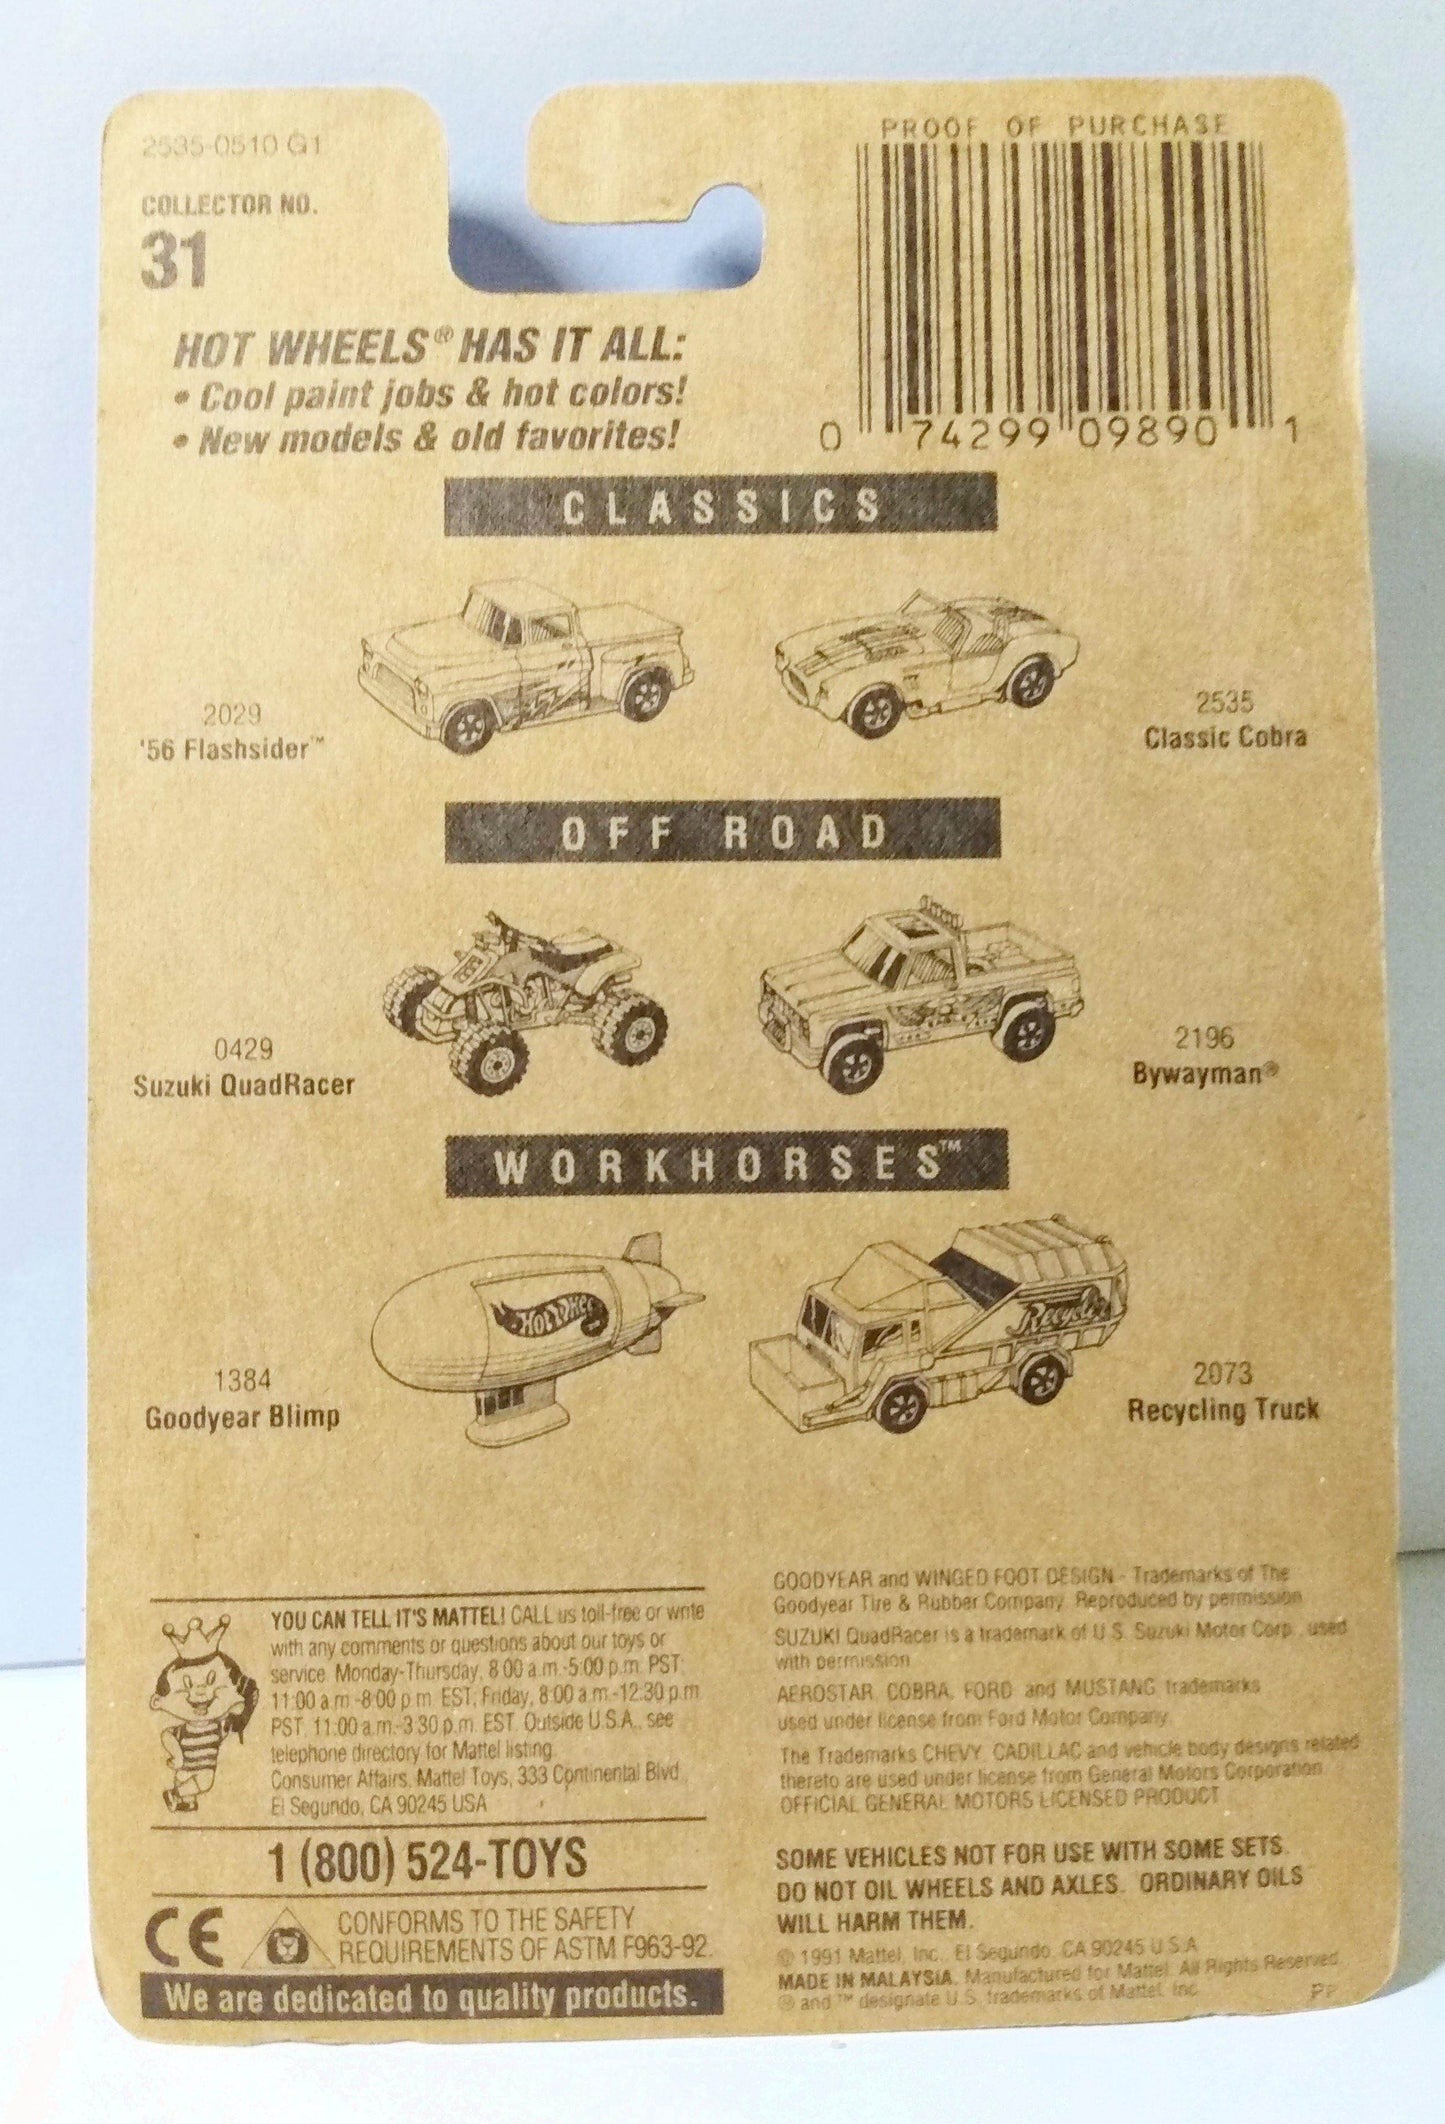 2535-0510 G1
COLLECTOR NO.
31
PROOF OF PURCHASE
0 74299 09890 1
HOT WHEELS® HAS IT ALL:
• Cool paint jobs & hot colors!
• New models & old favorites!
CLASSICS
2029
'56 Flashsider™
2535
Classic Cobra
OFF ROAD
0429
Suzuki QuadRacer
2196
Bywayman®
WORKHORSES™
HOT WHEELS
Recycler
1384
Goodyear Blimp
2073
Recycling Truck
YOU CAN TELL IT'S MATTEL! CALL us toll-free or write
with any comments or questions about our toys or
service. Monday-Thursday, 8:00 a.m.-5:00 p.m. PST;
11:00 a.m.-8:00 p.m. EST; Friday, 8:00 a.m.-12:30 p.m.
PST, 11:00 a.m.-3:30 p.m. EST. Outside U.S.A., see
telephone directory for Mattel listing.
Consumer Affairs, Mattel Toys, 333 Continental Blvd.,
El Segundo, CA 90245 USA
1 (800) 524-TOYS
CE
CONFORMS TO THE SAFETY
REQUIREMENTS OF ASTM F963-92.
We are dedicated to quality products.
GOODYEAR and WINGED FOOT DESIGN - Trademarks of The
Goodyear Tire & Rubber Company. Reproduced by permission.
SUZUKI QuadRacer is a trademark of U.S. Suzuki Motor Corp., used
with permission.
AEROSTAR, COBRA, FORD and MUSTANG trademarks
used under license from Ford Motor Company.
The Trademarks CHEVY, CADILLAC and vehicle body designs related
thereto are used under license from General Motors Corporation.
OFFICIAL GENERAL MOTORS LICENSED PRODUCT
SOME VEHICLES NOT FOR USE WITH SOME SETS.
DO NOT OIL WHEELS AND AXLES. ORDINARY OILS
WILL HARM THEM.
© 1991 Mattel, Inc., El Segundo, CA 90245 U.S.A.
MADE IN MALAYSIA. Manufactured for Mattel. All Rights Reserved.
® and ™ designate U.S. trademarks of Mattel, Inc.
PP